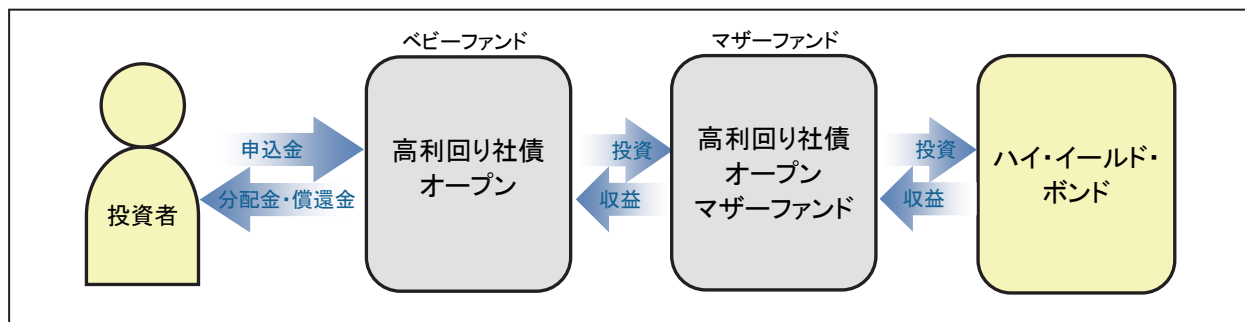 ベビーファンド
マザーファンド
投資者
申込金
分配金・償還金
高利回り社債
オープン
投資
収益
高利回り社債
オープン
マザーファンド
投資
収益
ハイ・イールド・
ボンド